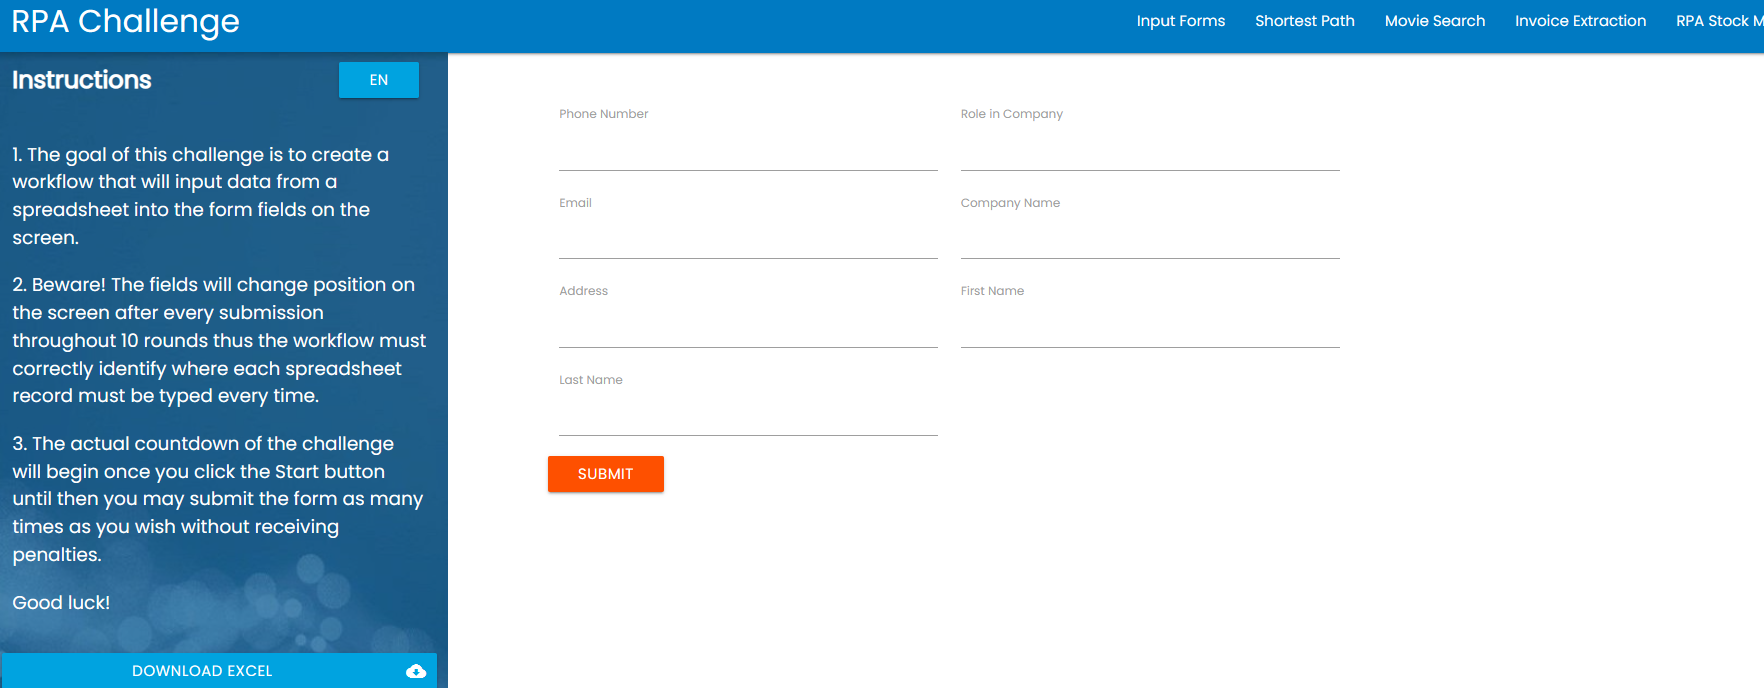 RPA Challenge
Input Forms
Shortest Path
Movie Search
Invoice Extraction
RPA Stock M
Instructions
EN
1. The goal of this challenge is to create a
workflow that will input data from a
spreadsheet into the form fields on the
screen.
2. Beware! The fields will change position on
the screen after every submission
throughout 10 rounds thus the workflow must
correctly identify where each spreadsheet
record must be typed every time.
3. The actual countdown of the challenge
will begin once you click the Start button
until then you may submit the form as many
times as you wish without receiving
penalties.
Good luck!
DOWNLOAD EXCEL
Phone Number
Role in Company
Email
Company Name
Address
First Name
Last Name
SUBMIT